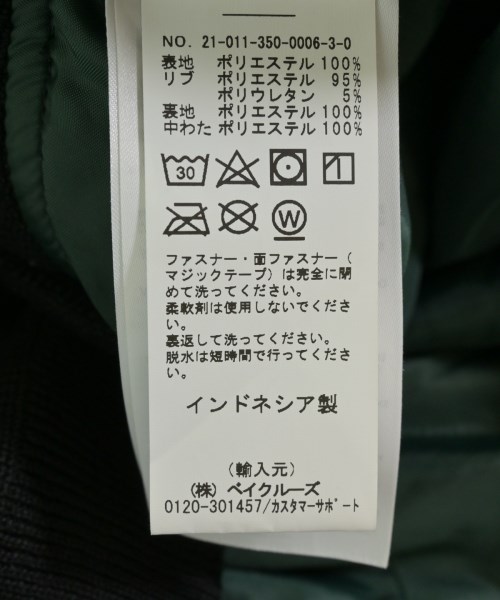 NO. 21-011-350-0006-3-0
表地 ポリエステル 100%
リブ ポリエステル 95%
ポリウレタン 5%
裏地 ポリエステル 100%
中わた ポリエステル 100%
30
W
ファスナー・面ファスナー(
マジックテープ)は完全に閉
めて洗ってください。
柔軟剤は使用しないでくださ
い。
裏返して洗ってください。
脱水は短時間で行ってくださ
い。
インドネシア製
(輸入元)
(株) ベイクルーズ
0120-301457/カスタマーサポート